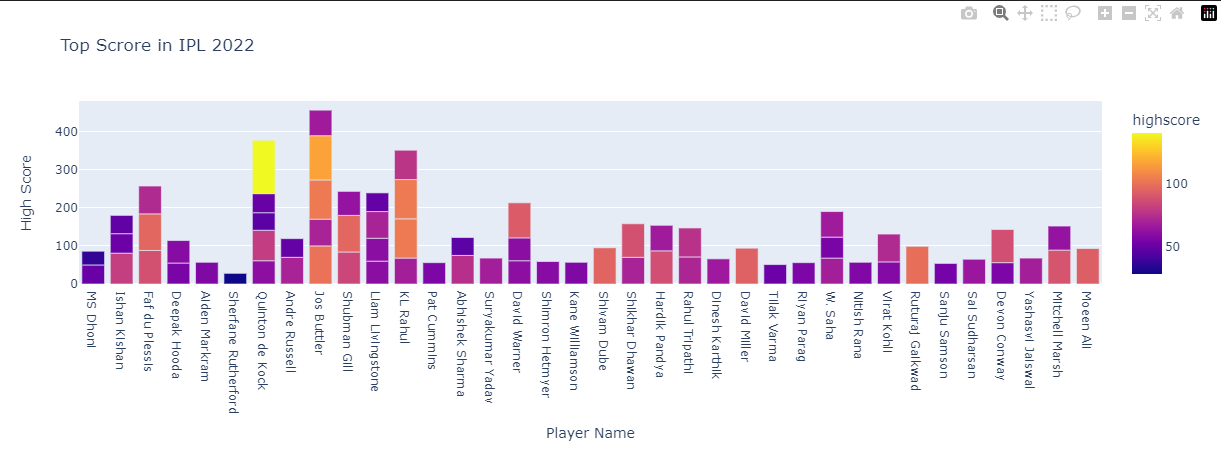 Top Scrore in IPL 2022
highscore
400
300
200
100
0
High Score
100
50
MS Dhoni
Ishan Kishan
Faf du Plessis
Deepak Hooda
Aiden Markram
Sherfane Rutherford
Quinton de Kock
Andre Russell
Jos Buttler
Shubman Gill
Liam Livingstone
KL Rahul
Pat Cummins
Abhishek Sharma
Suryakumar Yadav
David Warner
Shimron Hetmyer
Kane Williamson
Shivam Dube
Shikhar Dhawan
Hardik Pandya
Rahul Tripathi
Dinesh Karthik
David Miller
Tilak Varma
Riyan Parag
W. Saha
Nitish Rana
Virat Kohli
Ruturaj Gaikwad
Sanju Samson
Sai Sudharsan
Devon Conway
Yashasvi Jaiswal
Mitchell Marsh
Moeen Ali
Player Name